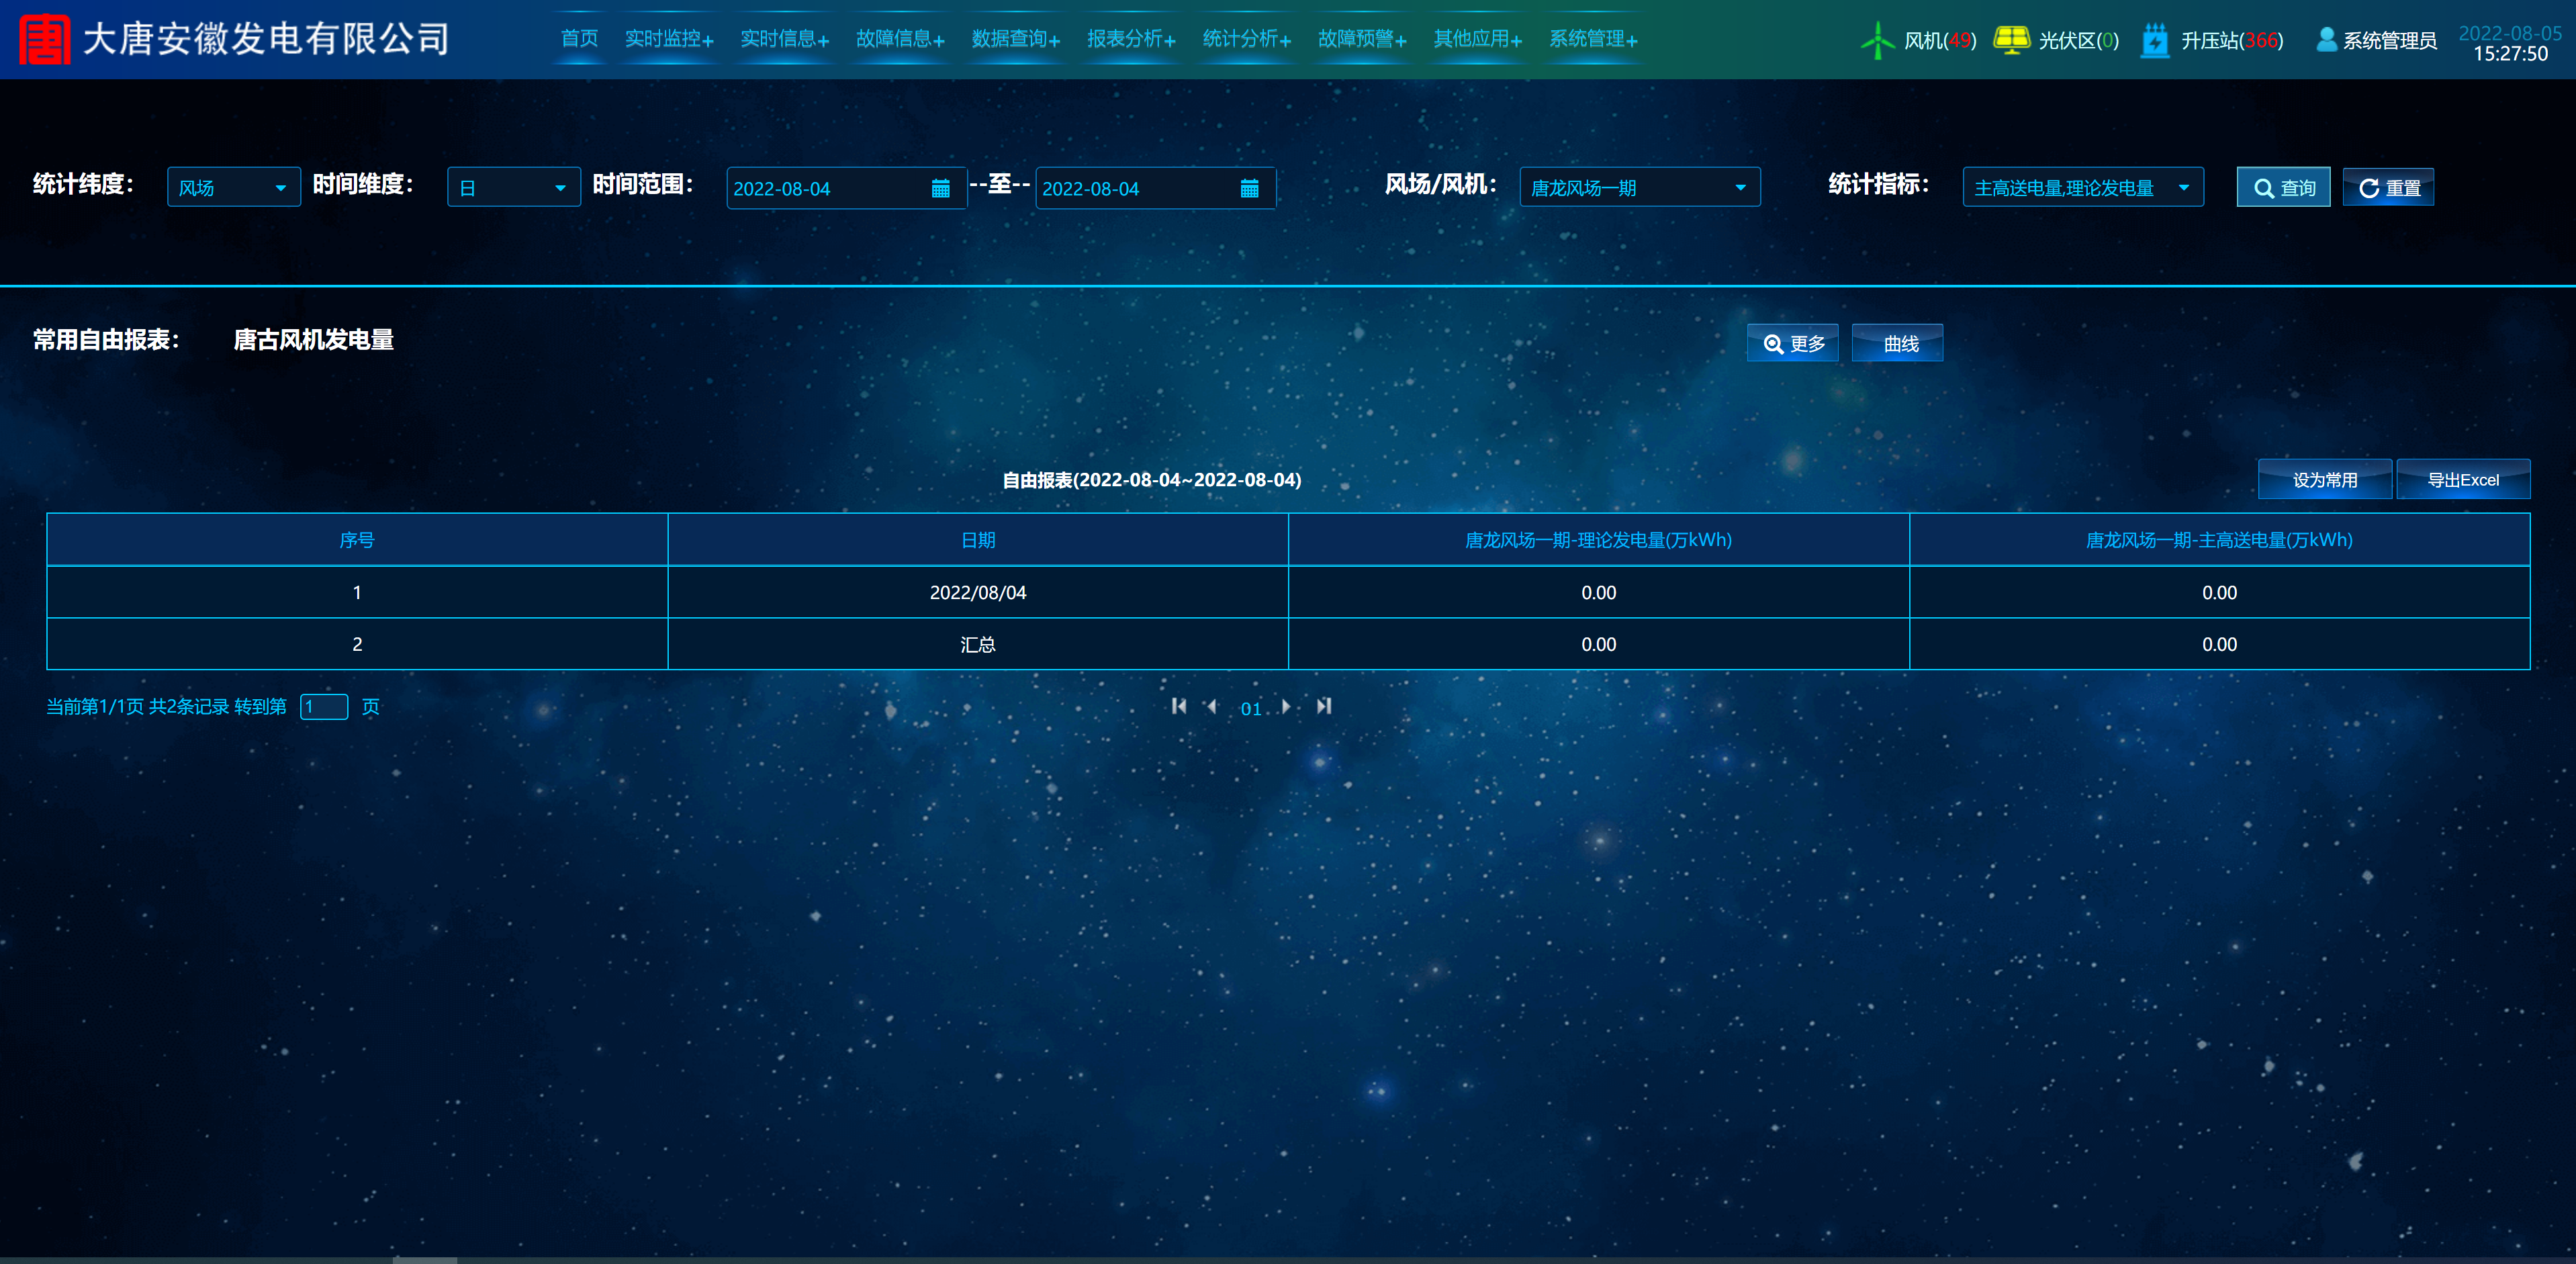 唐 大唐安徽发电有限公司 首页 实时监控+ 实时信息+ 故障信息+ 数据查询+ 报表分析+ 统计分析+ 故障预警+ 其他应用+ 系统管理+ 风机(49) 光伏区(0) 升压站(366) 系统管理员 2022-08-05
15:27:50
统计纬度： 风场 时间维度： 日 时间范围： 2022-08-04 --至-- 2022-08-04 风场/风机： 唐龙风场一期 统计指标： 主高送电量,理论发电量 查询 重置
常用自由报表： 唐古风机发电量 更多 曲线
自由报表(2022-08-04~2022-08-04) 设为常用 导出Excel
序号 日期 唐龙风场一期-理论发电量(万kWh) 唐龙风场一期-主高送电量(万kWh)
1 2022/08/04 0.00 0.00
2 汇总 0.00 0.00
当前第1/1页 共2条记录 转到第 1 页 01